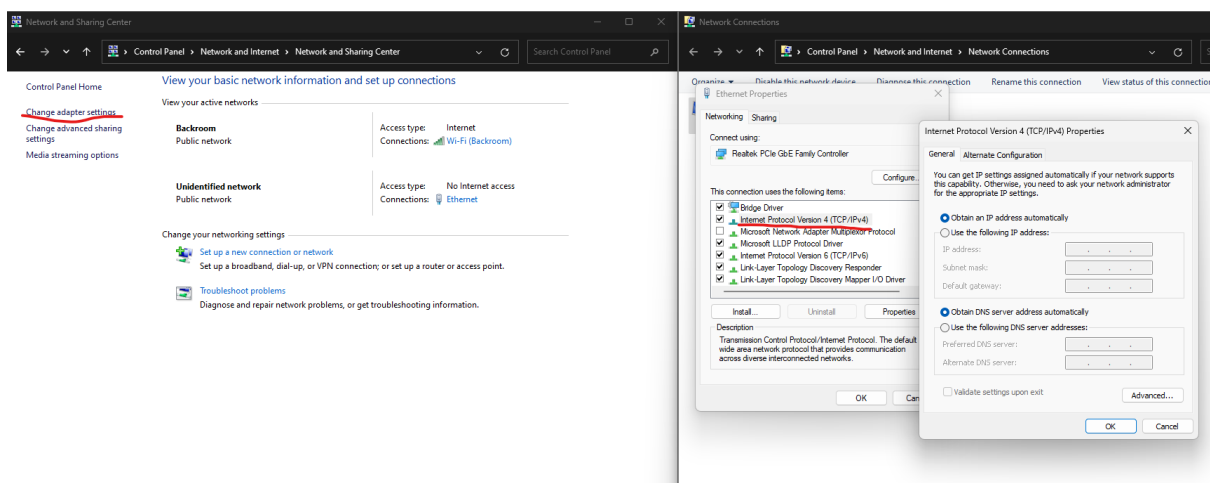 Network and Sharing Center
Control Panel > Network and Internet > Network and Sharing Center
Search Control Panel
Control Panel Home
Change adapter settings
Change advanced sharing
settings
Media streaming options
View your basic network information and set up connections
View your active networks
Backroom
Public network
Access type: Internet
Connections: Wi-Fi (Backroom)
Unidentified network
Public network
Access type: No Internet access
Connections: Ethernet
Change your networking settings
Set up a new connection or network
Set up a broadband, dial-up, or VPN connection; or set up a router or access point.
Troubleshoot problems
Diagnose and repair network problems, or get troubleshooting information.
Network Connections
Control Panel > Network and Internet > Network Connections
Organize Disable this network device Diagnose this connection Rename this connection View status of this connection
Ethernet Properties
Networking Sharing
Connect using:
Realtek PCIe GbE Family Controller
Configure..
This connection uses the following items:
Bridge Driver
Internet Protocol Version 4 (TCP/IPv4)
Microsoft Network Adapter Multiplexor Protocol
Microsoft LLDP Protocol Driver
Internet Protocol Version 6 (TCP/IPv6)
Link-Layer Topology Discovery Responder
Link-Layer Topology Discovery Mapper I/O Driver
Install... Uninstall Properties
Description
Transmission Control Protocol/Internet Protocol. The default
wide area network protocol that provides communication
across diverse interconnected networks.
OK Can
Internet Protocol Version 4 (TCP/IPv4) Properties
General Alternate Configuration
You can get IP settings assigned automatically if your network supports
this capability. Otherwise, you need to ask your network administrator
for the appropriate IP settings.
Obtain an IP address automatically
Use the following IP address:
IP address:
Subnet mask:
Default gateway:
Obtain DNS server address automatically
Use the following DNS server addresses:
Preferred DNS server:
Alternate DNS server:
Validate settings upon exit
Advanced...
OK Cancel